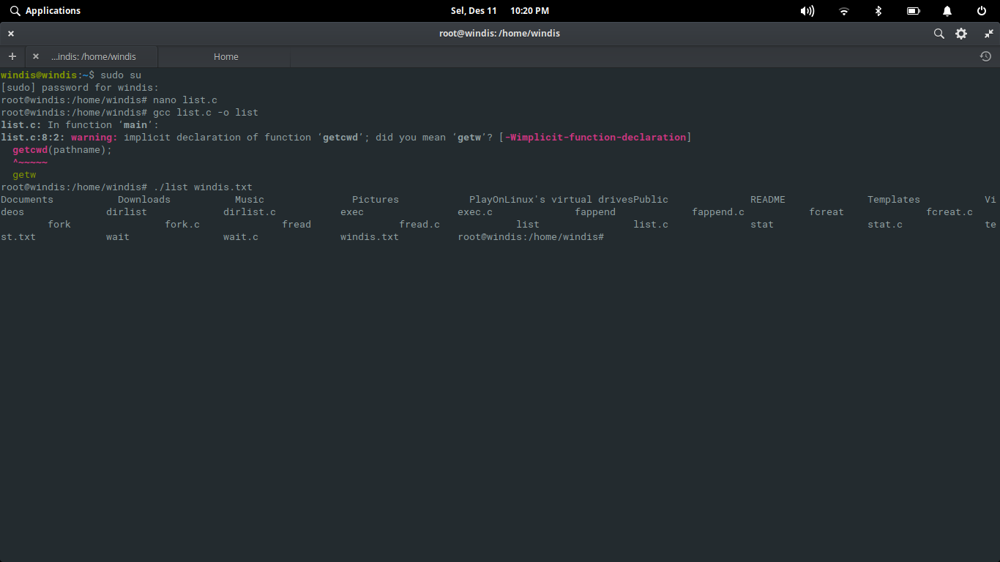 Applications
Sel, Des 11 10:20 PM
root@windis: /home/windis
...indis: /home/windis
Home
windis@windis:~$ sudo su
[sudo] password for windis:
root@windis:/home/windis# nano list.c
root@windis:/home/windis# gcc list.c -o list
list.c: In function ‘main’:
list.c:8:2: warning: implicit declaration of function ‘getcwd’; did you mean ‘getw’? [-Wimplicit-function-declaration]
getcwd(pathname);
^~~~~~
getw
root@windis:/home/windis# ./list windis.txt
Documents Downloads Music Pictures PlayOnLinux's virtual drivesPublic README Templates Vi
deos dirlist dirlist.c exec exec.c fappend fappend.c fcreat fcreat.c
fork fork.c fread fread.c list list.c stat stat.c te
st.txt wait wait.c windis.txt root@windis:/home/windis#